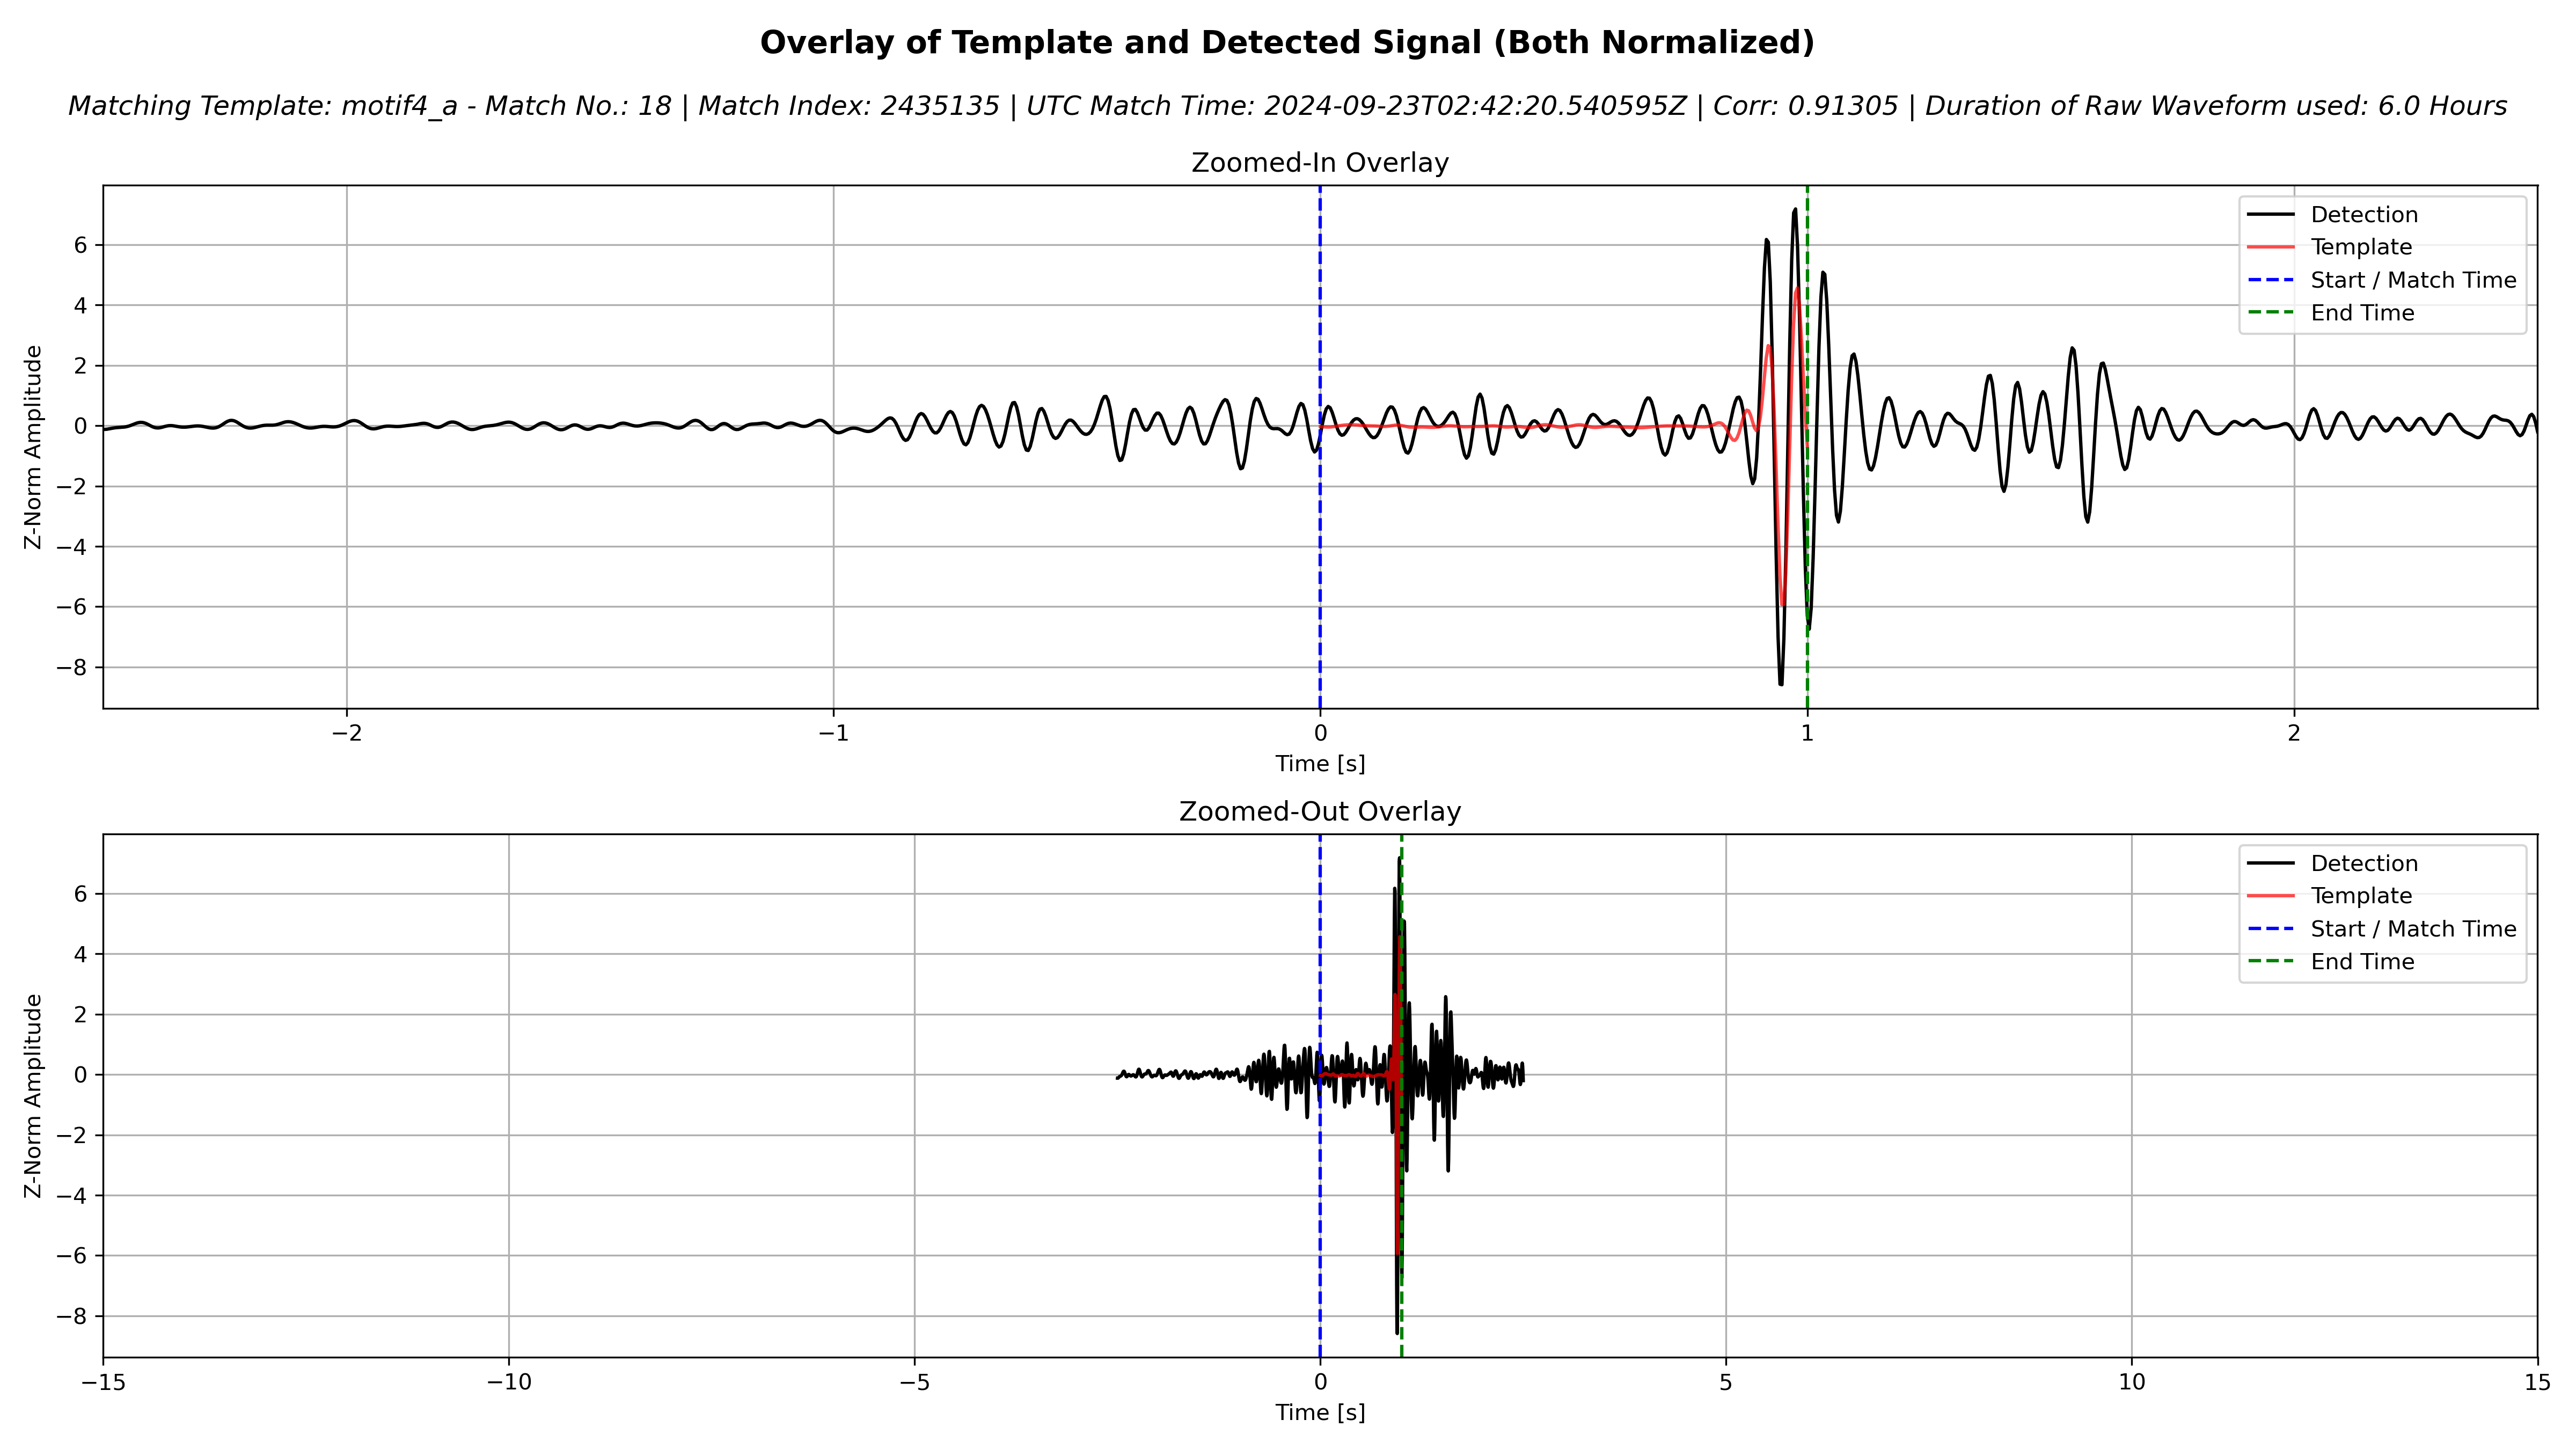 Overlay of Template and Detected Signal (Both Normalized)
Matching Template: motif4_a - Match No.: 18 | Match Index: 2435135 | UTC Match Time: 2024-09-23T02:42:20.540595Z | Corr: 0.91305 | Duration of Raw Waveform used: 6.0 Hours
Zoomed-In Overlay
Z-Norm Amplitude
6
4
2
0
−2
−4
−6
−8
Detection
Template
Start / Match Time
End Time
−2 −1 0 1 2
Time [s]
Zoomed-Out Overlay
Z-Norm Amplitude
6
4
2
0
−2
−4
−6
−8
Detection
Template
Start / Match Time
End Time
−15 −10 −5 0 5 10 15
Time [s]